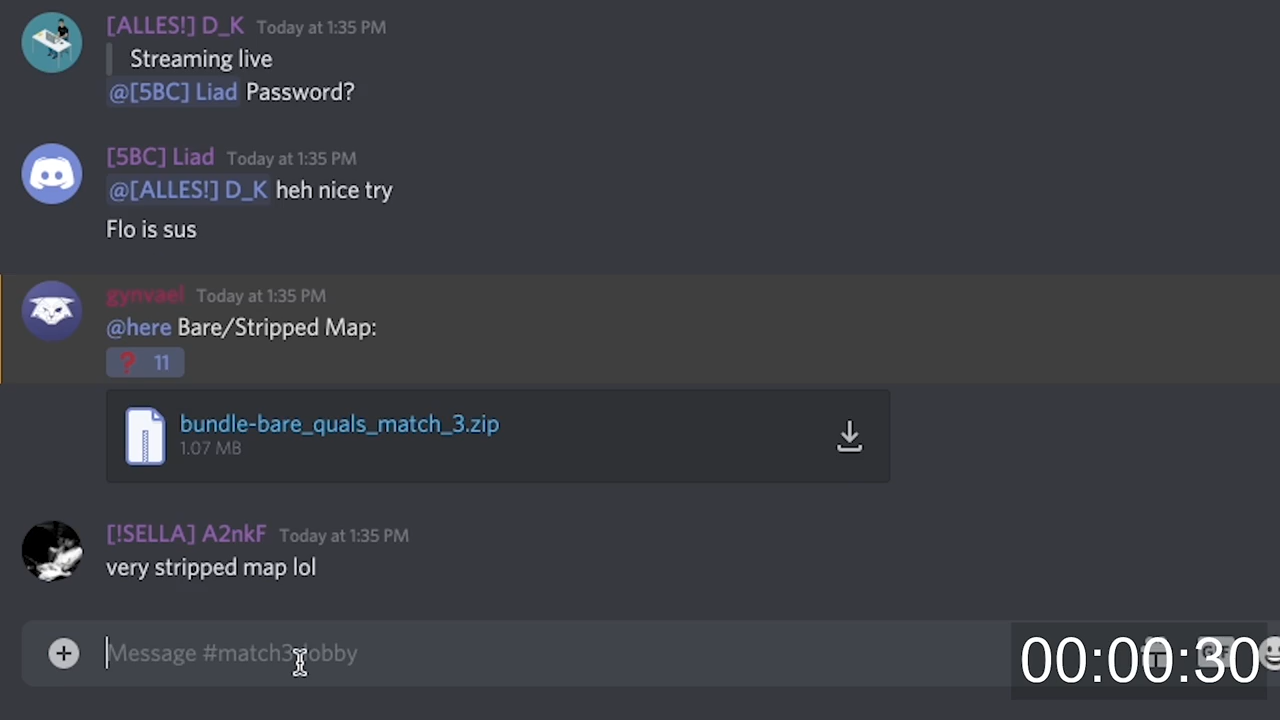 [ALLES!] D_K Today at 1:35 PM
Streaming live
@[5BC] Liad Password?
[5BC] Liad Today at 1:35 PM
@[ALLES!] D_K heh nice try
Flo is sus
gynvael Today at 1:35 PM
@here Bare/Stripped Map:
❓ 11
bundle-bare_quals_match_3.zip
1.07 MB
[!SELLA] A2nkF Today at 1:35 PM
very stripped map lol
Message #match3-lobby
00:00:30